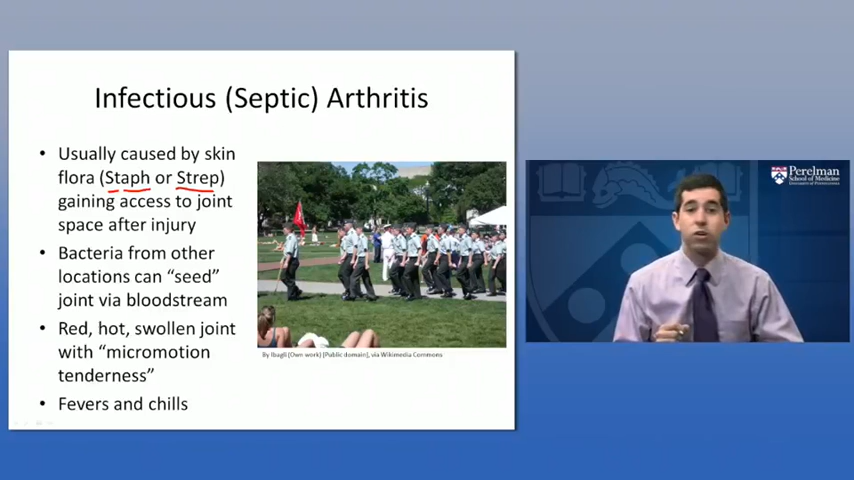 Infectious (Septic) Arthritis
• Usually caused by skin
flora (Staph or Strep)
gaining access to joint
space after injury
• Bacteria from other
locations can “seed”
joint via bloodstream
• Red, hot, swollen joint
with “micromotion
tenderness”
• Fevers and chills
By Ibagli (Own work) [Public domain], via Wikimedia Commons
Perelman
School of Medicine
University of Pennsylvania